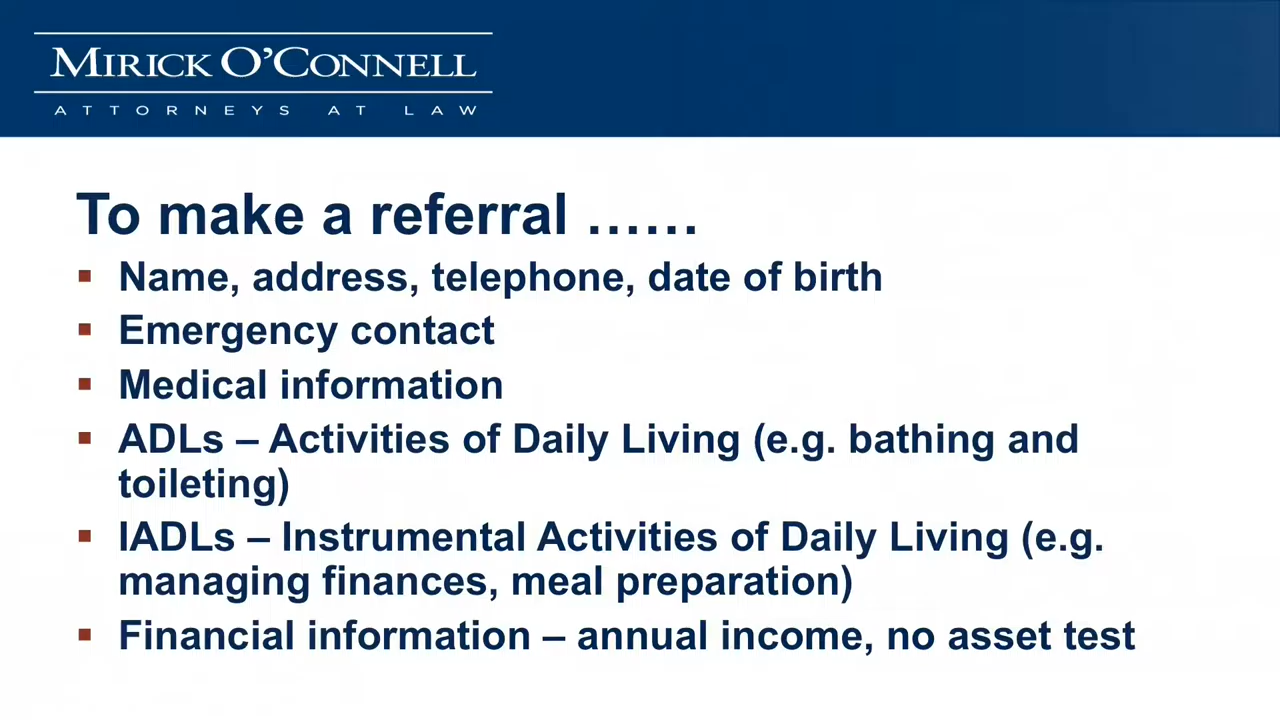 MIRICK O'CONNELL
ATTORNEYS AT LAW
To make a referral ……
▪ Name, address, telephone, date of birth
▪ Emergency contact
▪ Medical information
▪ ADLs – Activities of Daily Living (e.g. bathing and
toileting)
▪ IADLs – Instrumental Activities of Daily Living (e.g.
managing finances, meal preparation)
▪ Financial information – annual income, no asset test